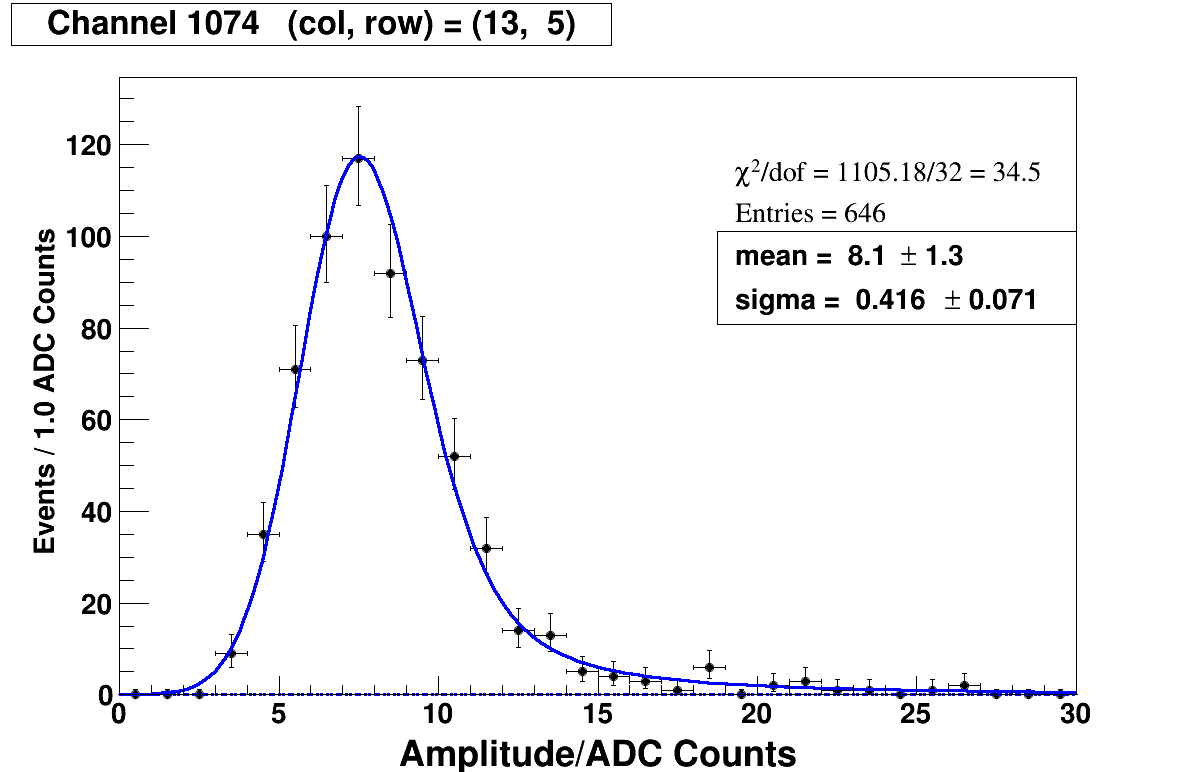 Channel 1074 (col, row) = (13, 5)
χ²/dof = 1105.18/32 = 34.5
Entries = 646
mean = 8.1 ± 1.3
sigma = 0.416 ± 0.071
Events / 1.0 ADC Counts
120
100
80
60
40
20
0
0 5 10 15 20 25 30
Amplitude/ADC Counts